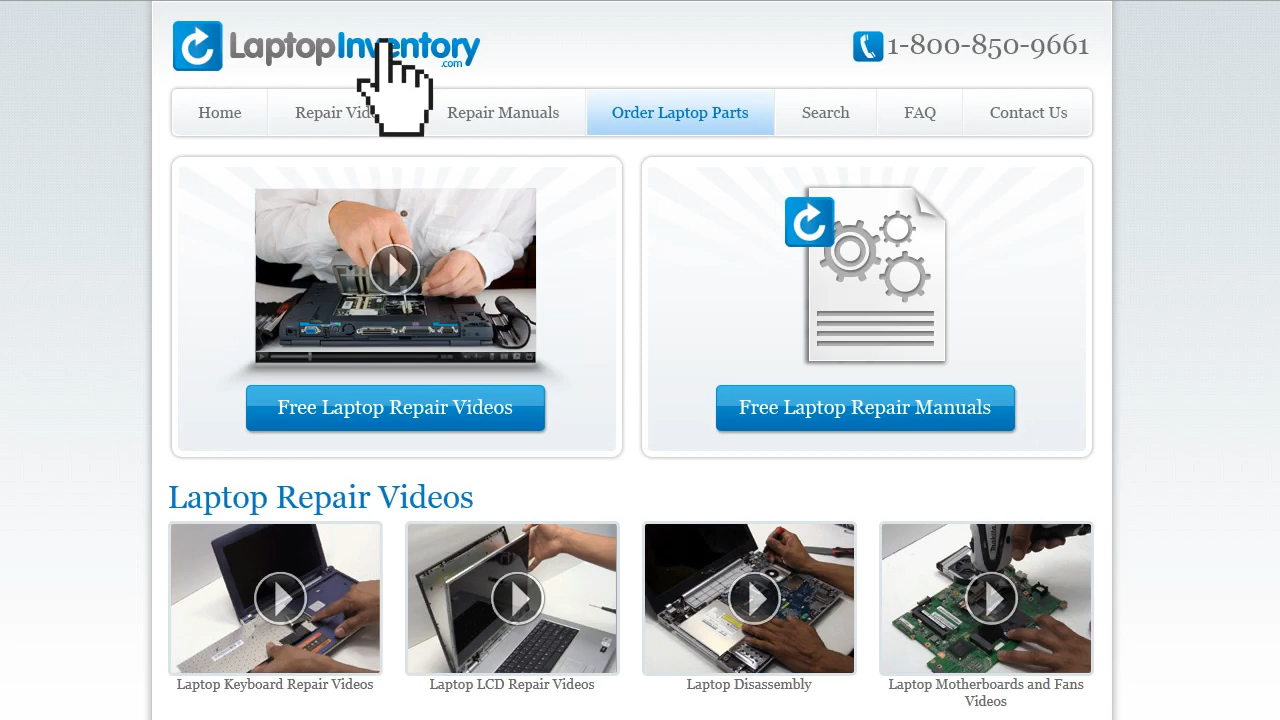 LaptopInventory
.com
1-800-850-9661
Home
Repair Vid
Repair Manuals
Order Laptop Parts
Search
FAQ
Contact Us
Free Laptop Repair Videos
Free Laptop Repair Manuals
Laptop Repair Videos
Laptop Keyboard Repair Videos
Laptop LCD Repair Videos
Laptop Disassembly
Laptop Motherboards and Fans
Videos